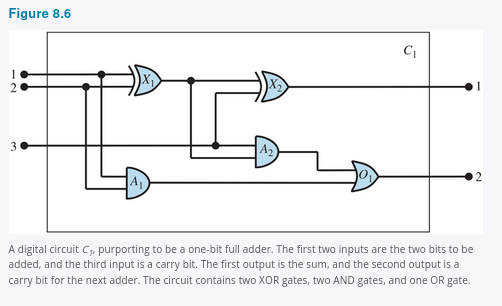 Figure 8.6
C1
1
2
X1
X2
1
3
A2
A1
O1
2
A digital circuit C1, purporting to be a one-bit full adder. The first two inputs are the two bits to be
added, and the third input is a carry bit. The first output is the sum, and the second output is a
carry bit for the next adder. The circuit contains two XOR gates, two AND gates, and one OR gate.